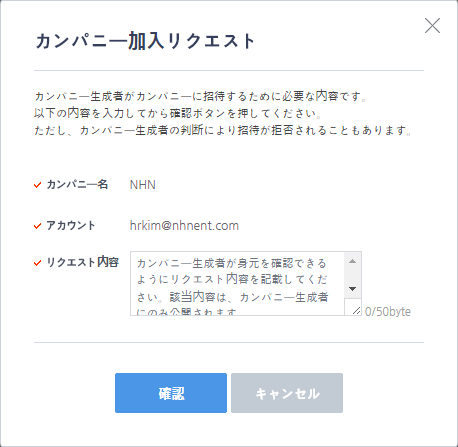 カンパニー加入リクエスト
カンパニー生成者がカンパニーに招待するために必要な内容です。
以下の内容を入力してから確認ボタンを押してください。
ただし、カンパニー生成者の判断により招待が拒否されることもあります。
カンパニー名 NHN
アカウント hrkim@nhnent.com
リクエスト内容 カンパニー生成者が身元を確認できる
ようにリクエスト内容を記載してくだ
さい。該当内容は、カンパニー生成者
にのみ公開されます
0/50byte
確認 キャンセル